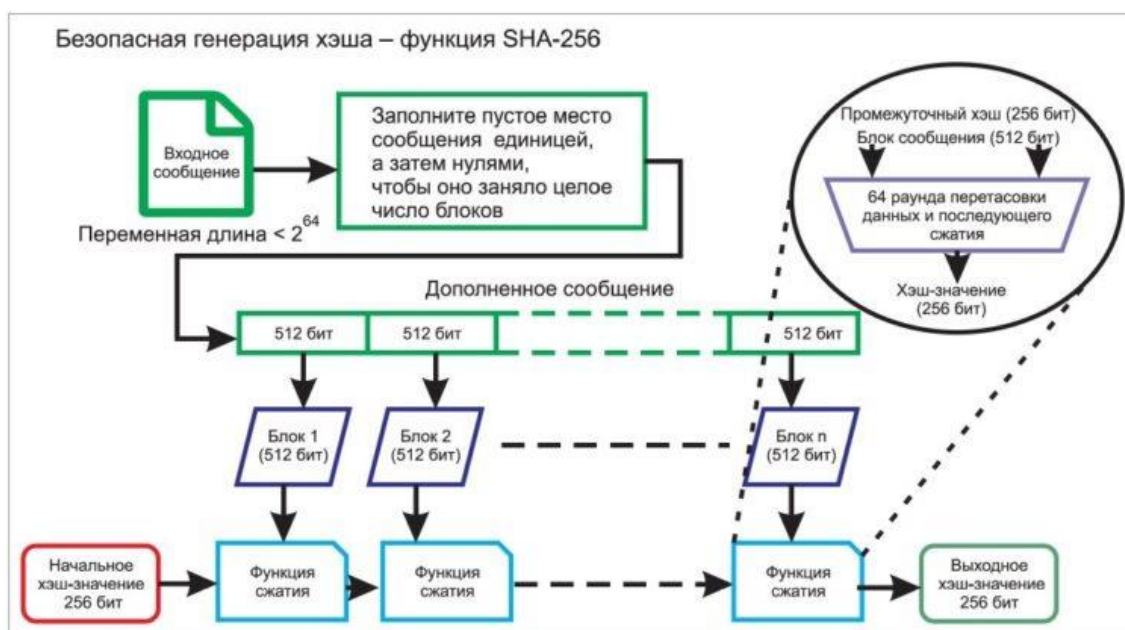 Безопасная генерация хэша – функция SHA-256
Входное
сообщение
Заполните пустое место
сообщения единицей,
а затем нулями,
чтобы оно заняло целое
число блоков
Переменная длина < 2^64
Промежуточный хэш (256 бит)
Блок сообщения (512 бит)
64 раунда перетасовки
данных и последующего
сжатия
Хэш-значение
(256 бит)
Дополненное сообщение
512 бит
512 бит
512 бит
Блок 1
(512 бит)
Блок 2
(512 бит)
Блок n
(512 бит)
Начальное
хэш-значение
256 бит
Функция
сжатия
Функция
сжатия
Функция
сжатия
Выходное
хэш-значение
256 бит